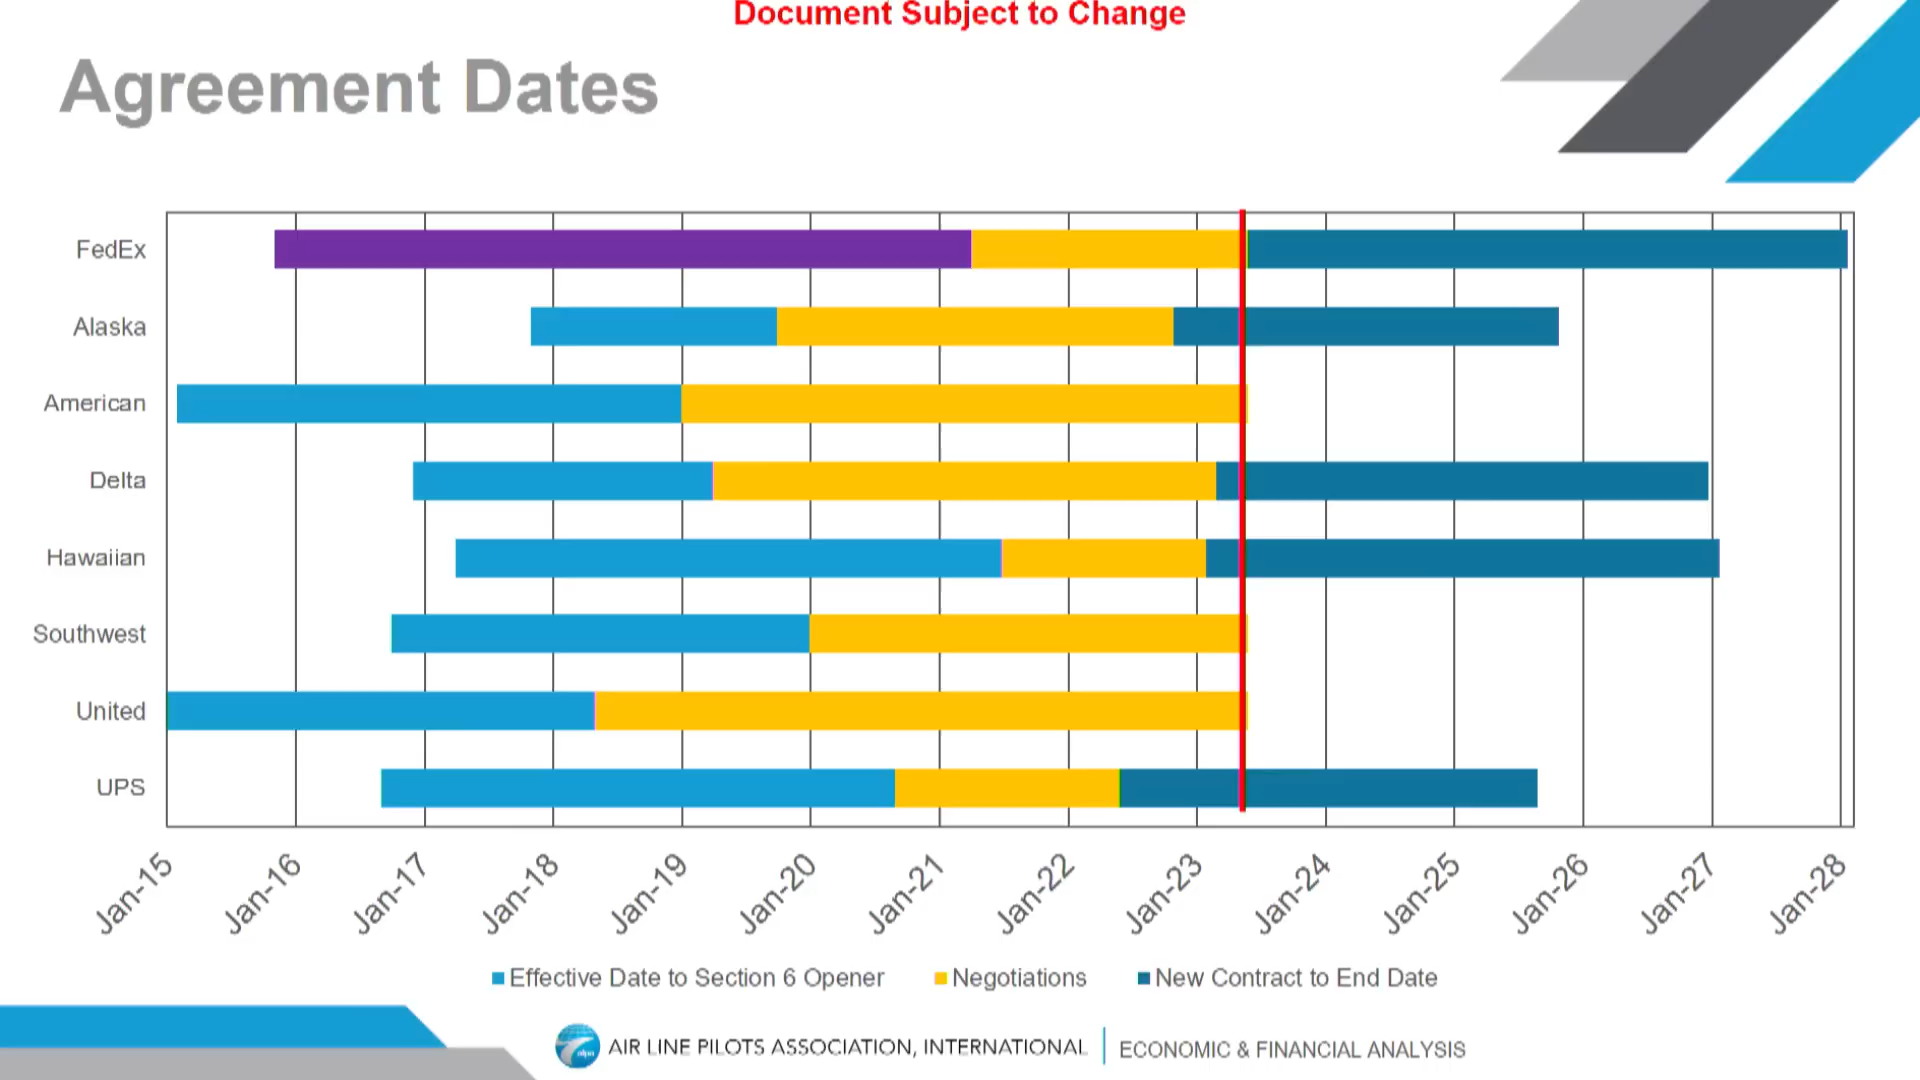 Document Subject to Change
Agreement Dates
FedEx
Alaska
American
Delta
Hawaiian
Southwest
United
UPS
Jan-15 Jan-16 Jan-17 Jan-18 Jan-19 Jan-20 Jan-21 Jan-22 Jan-23 Jan-24 Jan-25 Jan-26 Jan-27 Jan-28
Effective Date to Section 6 Opener Negotiations New Contract to End Date
AIR LINE PILOTS ASSOCIATION, INTERNATIONAL ECONOMIC & FINANCIAL ANALYSIS